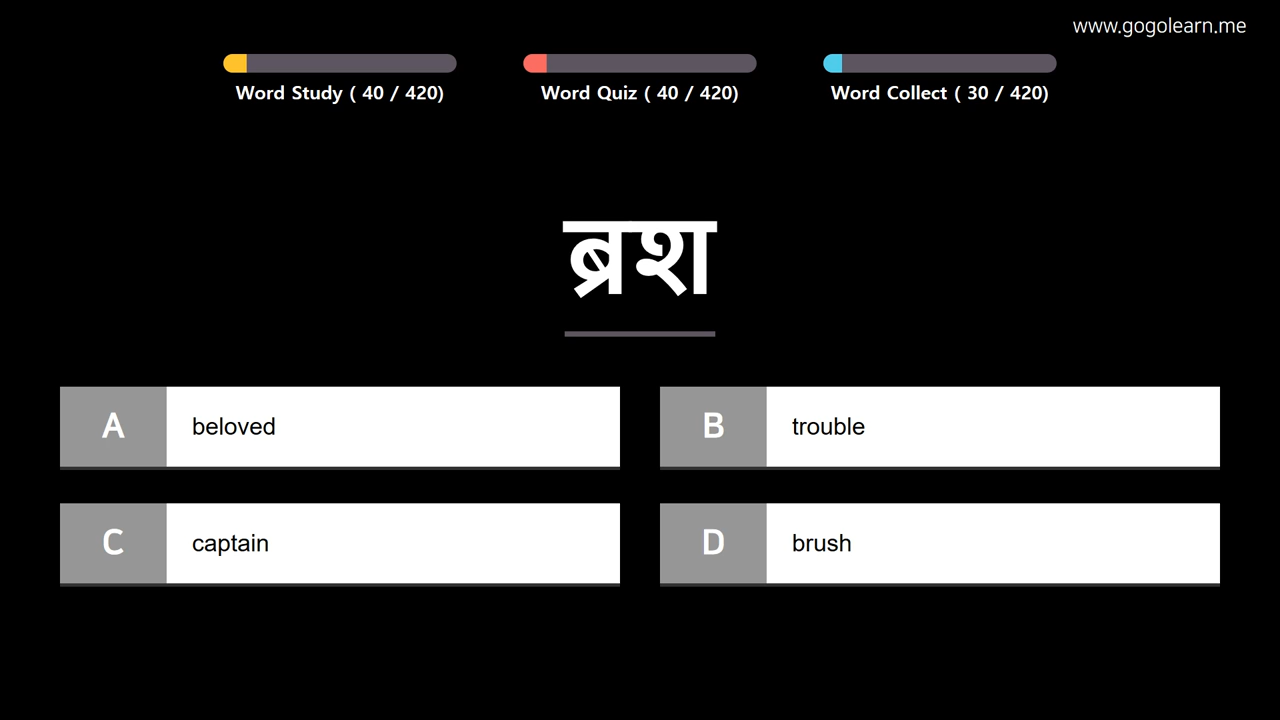 www.gogolearn.me
Word Study ( 40 / 420)
Word Quiz ( 40 / 420)
Word Collect ( 30 / 420)
ब्रश
A beloved
B trouble
C captain
D brush